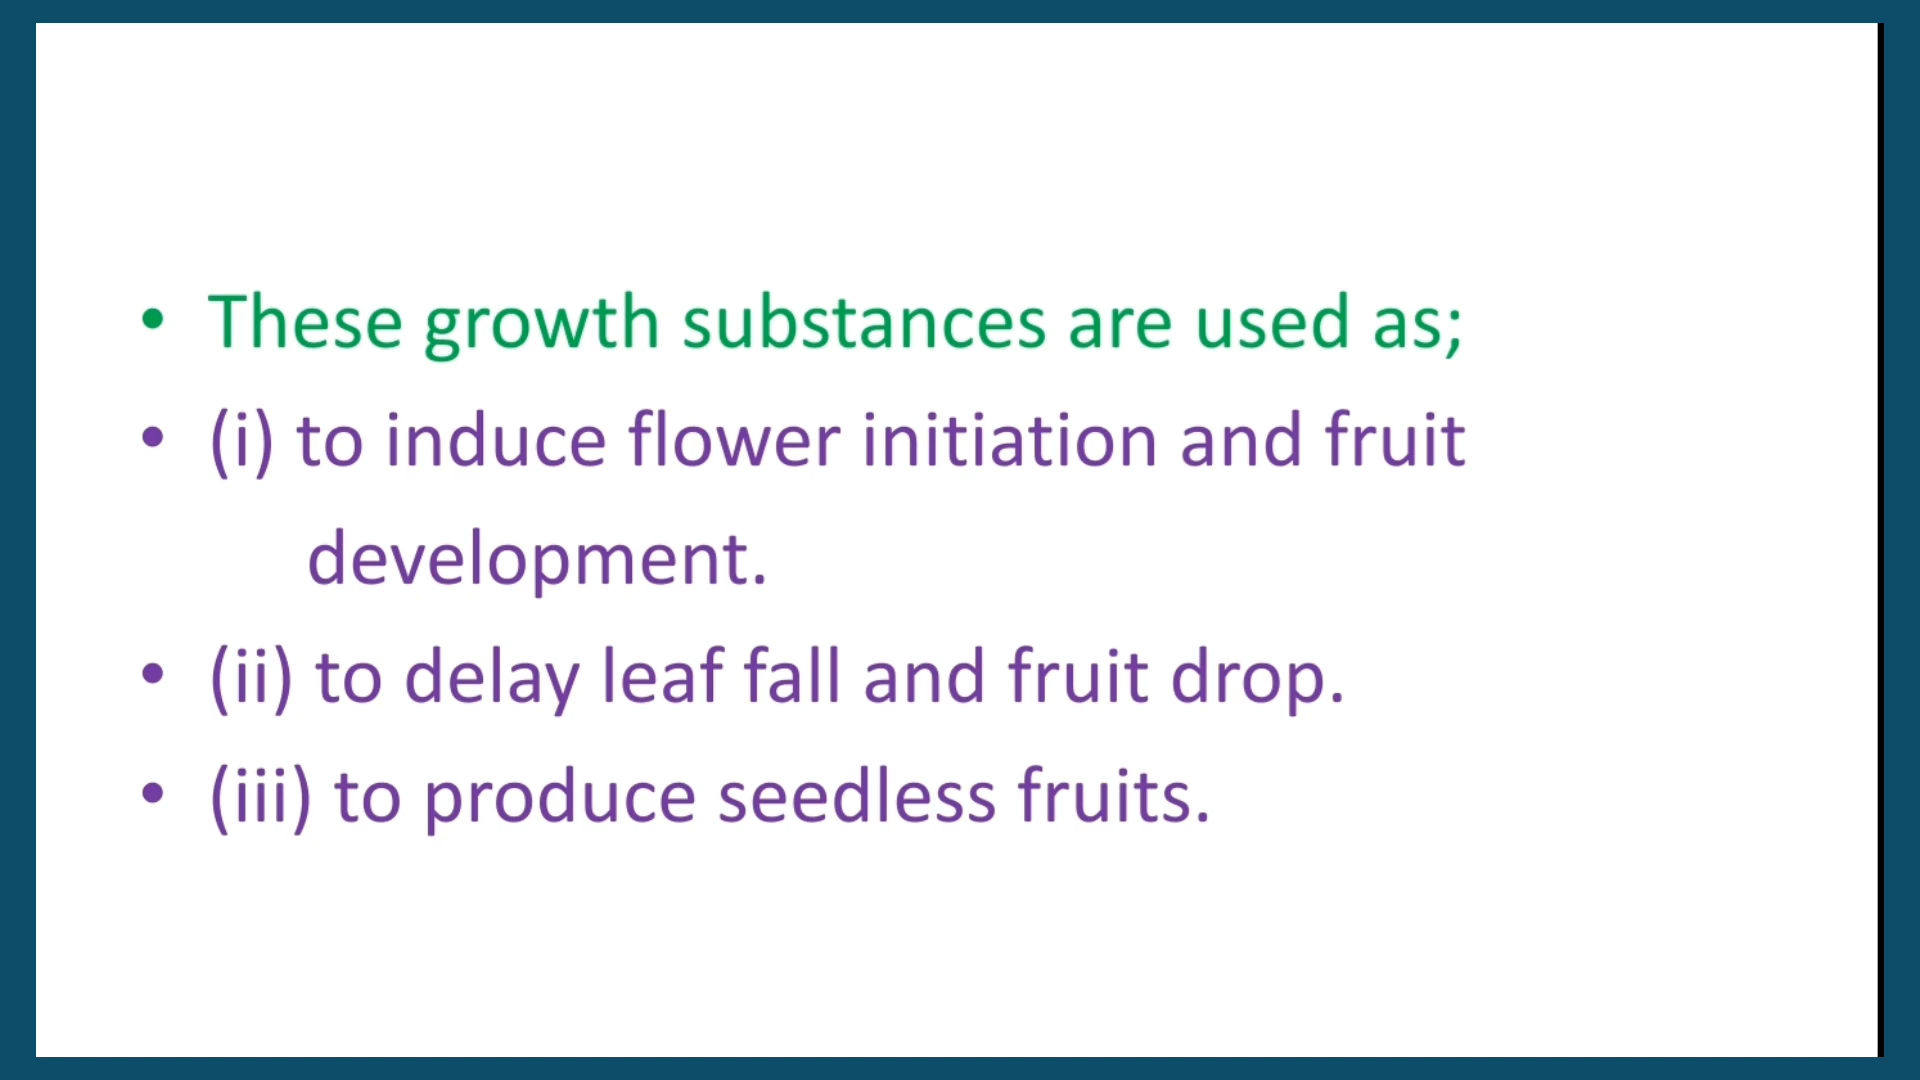 • These growth substances are used as;
• (i) to induce flower initiation and fruit
development.
• (ii) to delay leaf fall and fruit drop.
• (iii) to produce seedless fruits.